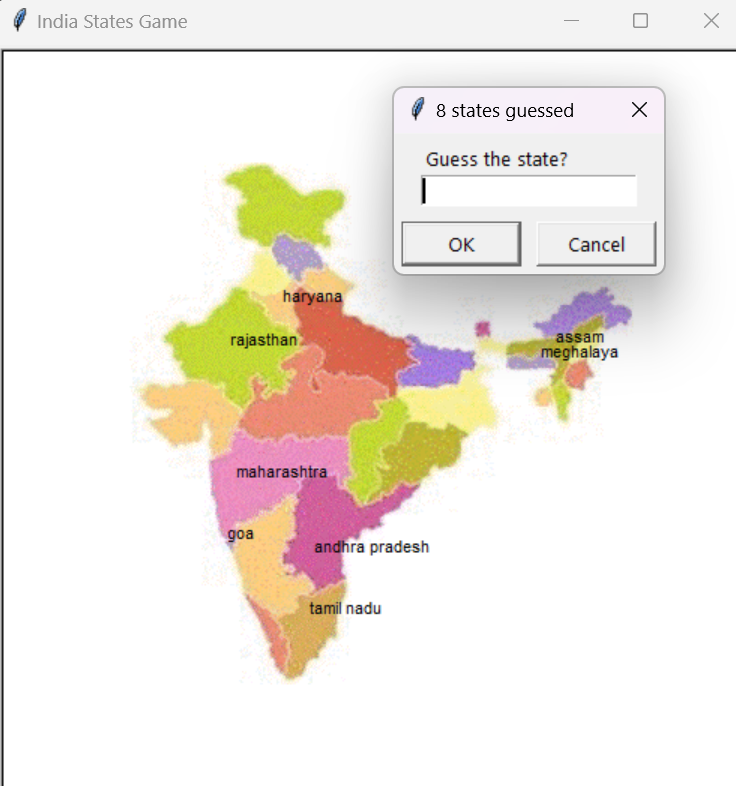 India States Game
8 states guessed
Guess the state?
OK Cancel
haryana
rajasthan
assam
meghalaya
maharashtra
goa
andhra pradesh
tamil nadu